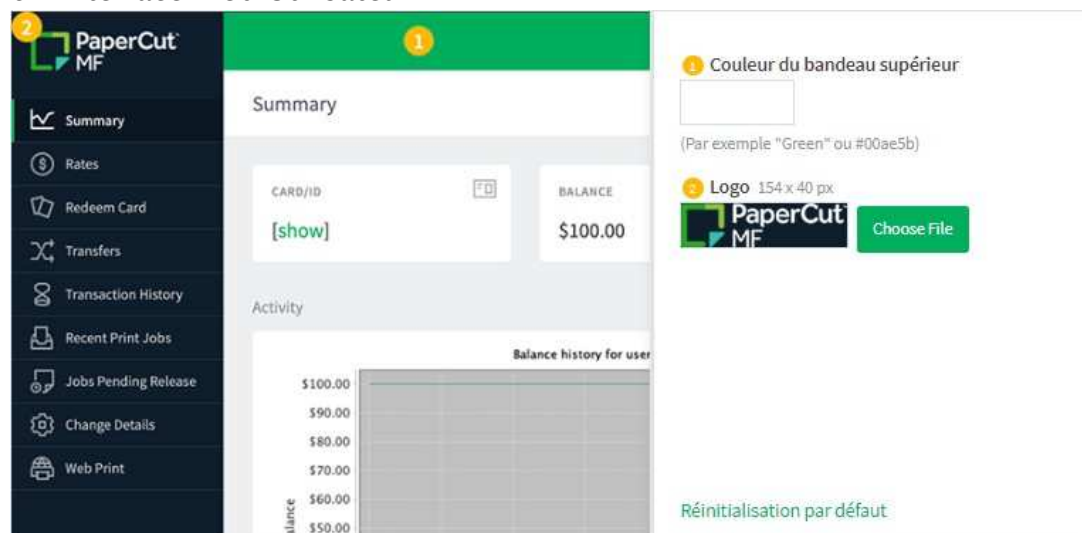 2
PaperCut
MF
Summary
Rates
Redeem Card
Transfers
Transaction History
Recent Print Jobs
Jobs Pending Release
Change Details
Web Print
1
Summary
CARD/ID
[show]
BALANCE
$100.00
Activity
Balance history for user
$100.00
$90.00
$80.00
$70.00
$60.00
$50.00
1 Couleur du bandeau supérieur
(Par exemple "Green" ou #00ae5b)
2 Logo 154 x 40 px
PaperCut
MF
Choose File
Réinitialisation par défaut